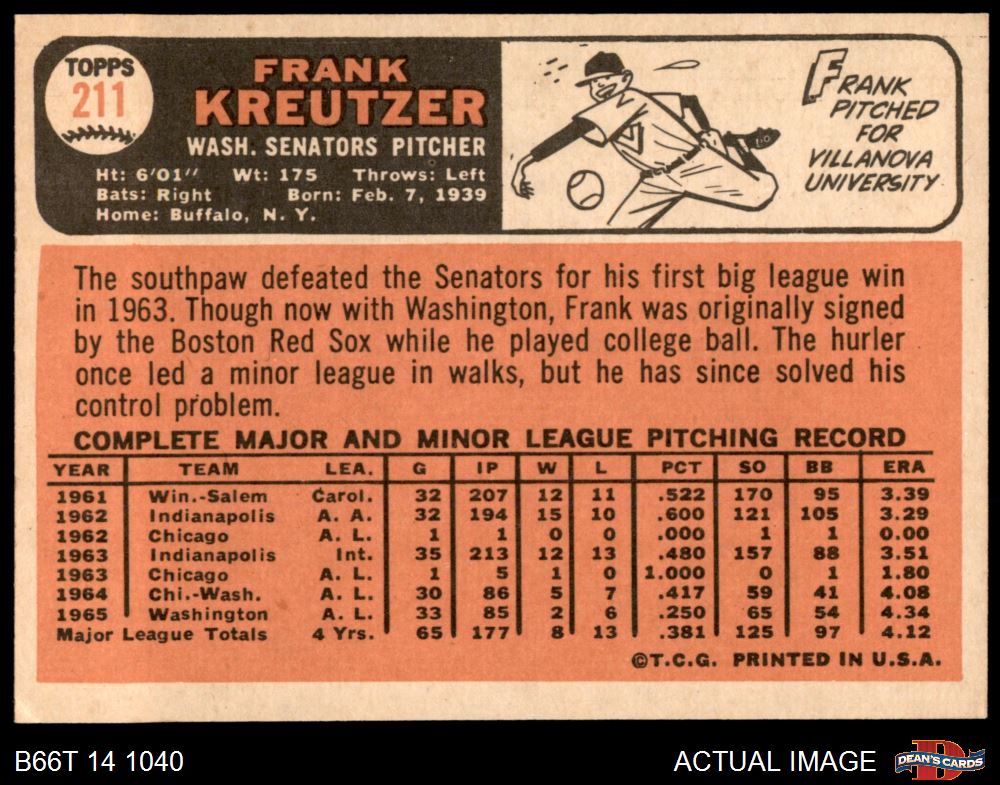 TOPPS
211
FRANK
KREUTZER
WASH. SENATORS PITCHER
Ht: 6'01" Wt: 175 Throws: Left
Bats: Right Born: Feb. 7, 1939
Home: Buffalo, N. Y.
FRANK
PITCHED
FOR
VILLANOVA
UNIVERSITY
The southpaw defeated the Senators for his first big league win
in 1963. Though now with Washington, Frank was originally signed
by the Boston Red Sox while he played college ball. The hurler
once led a minor league in walks, but he has since solved his
control problem.
COMPLETE MAJOR AND MINOR LEAGUE PITCHING RECORD
YEAR TEAM LEA. G IP W L PCT SO BB ERA
1961 Win.-Salem Carol. 32 207 12 11 .522 170 95 3.39
1962 Indianapolis A. A. 32 194 15 10 .600 121 105 3.29
1962 Chicago A. L. 1 1 0 0 .000 1 1 0.00
1963 Indianapolis Int. 35 213 12 13 .480 157 88 3.51
1963 Chicago A. L. 1 5 1 0 1.000 0 1 1.80
1964 Chi.-Wash. A. L. 30 86 5 7 .417 59 41 4.08
1965 Washington A. L. 33 85 2 6 .250 65 54 4.34
Major League Totals 4 Yrs. 65 177 8 13 .381 125 97 4.12
©T.C.G. PRINTED IN U.S.A.
B66T 14 1040
ACTUAL IMAGE
DEAN'S CARDS